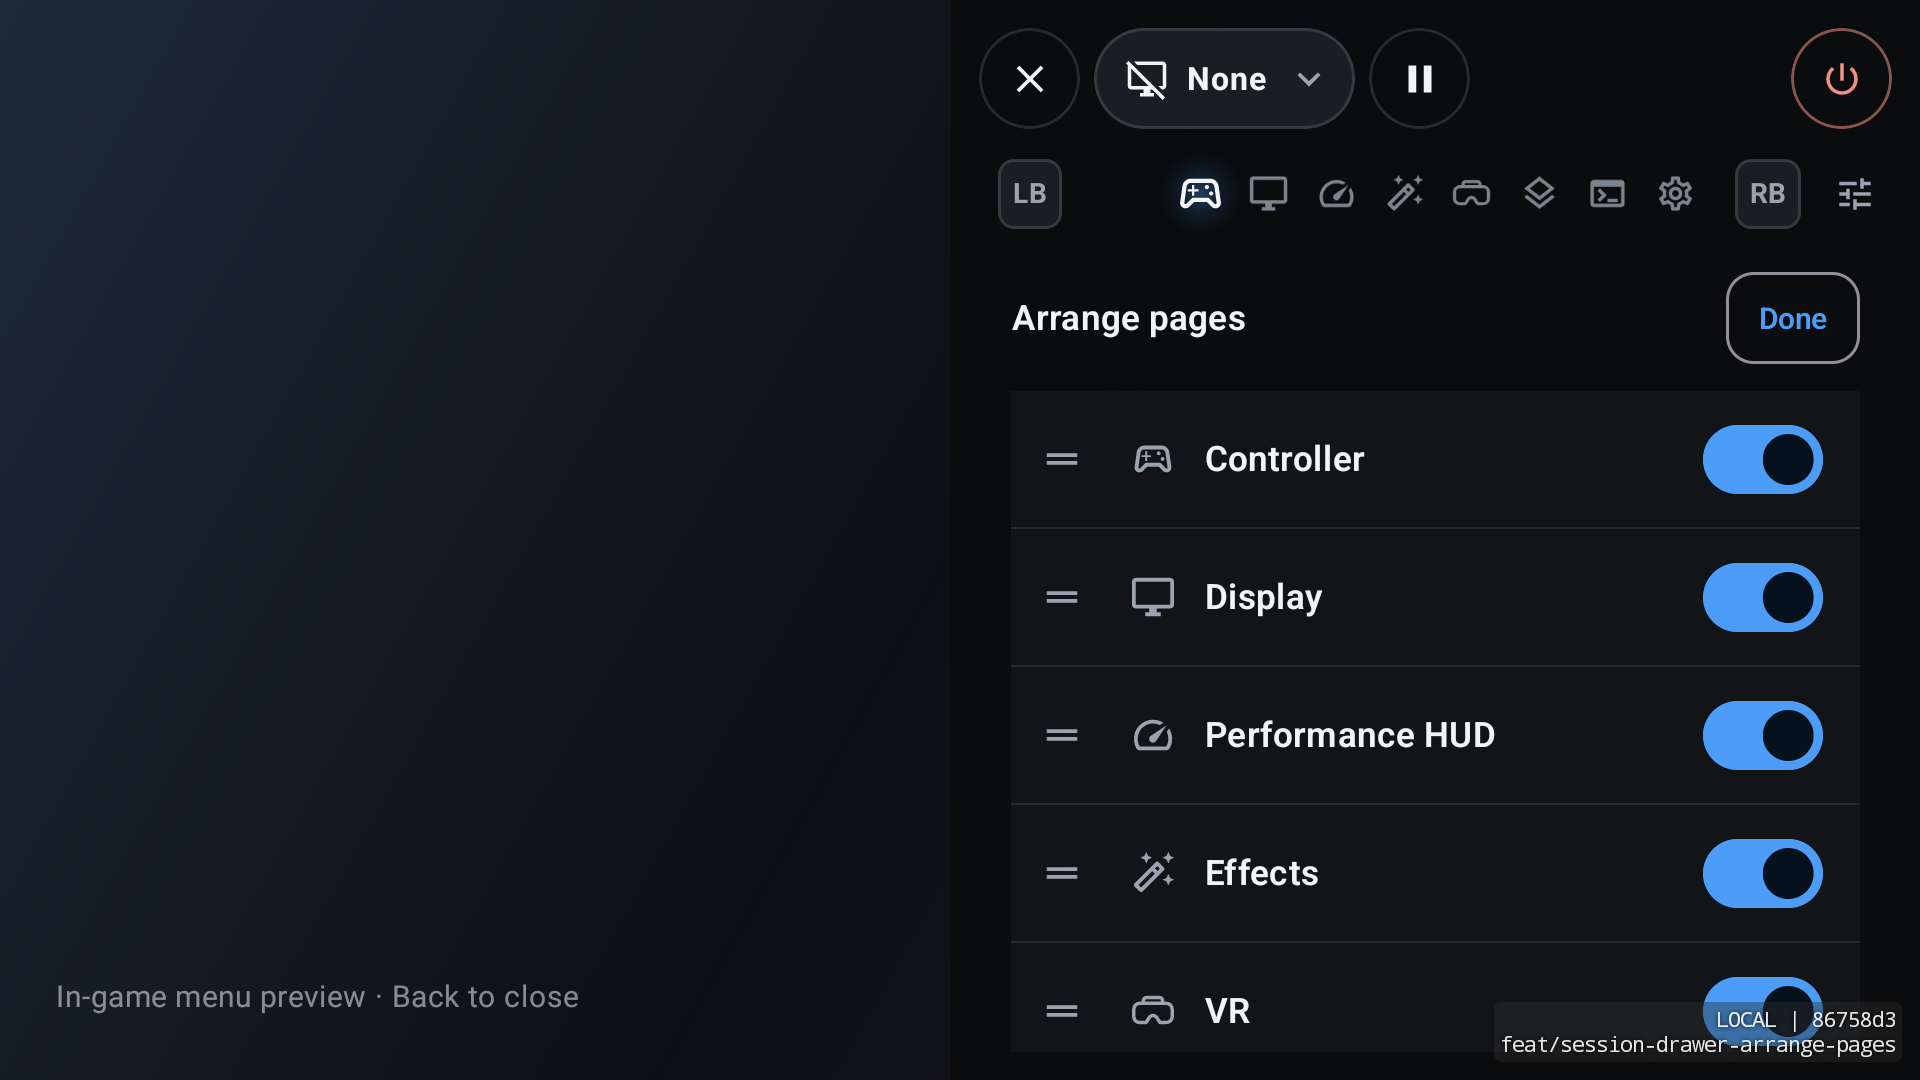 None
LB
RB
Arrange pages
Done
Controller
Display
Performance HUD
Effects
VR
In-game menu preview · Back to close
LOCAL | 86758d3
feat/session-drawer-arrange-pages